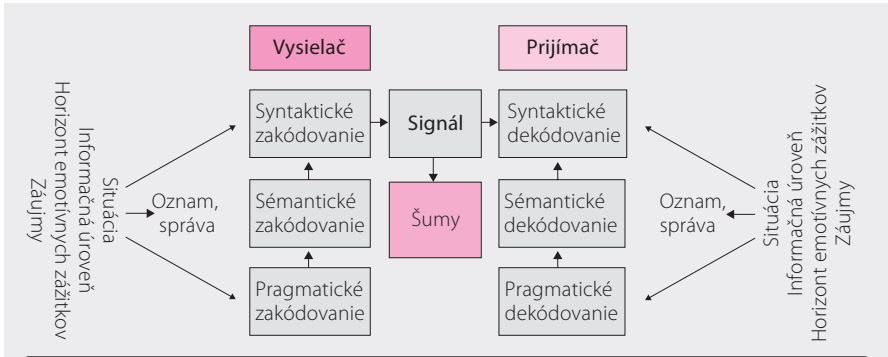 Vysielač
Prijímač
Horizont emotívnych zážitkov
Informačná úroveň
Situácia
Záujmy
Oznam,
správa
Syntaktické
zakódovanie
Sémantické
zakódovanie
Pragmatické
zakódovanie
Signál
Šumy
Syntaktické
dekódovanie
Sémantické
dekódovanie
Pragmatické
dekódovanie
Oznam,
správa
Situácia
Informačná úroveň
Horizont emotívnych zážitkov
Záujmy